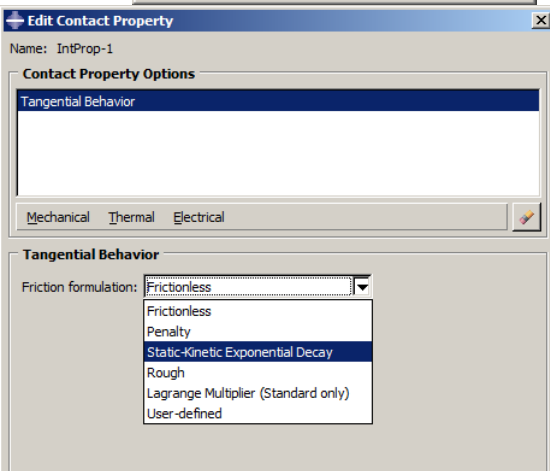 Edit Contact Property
Name: IntProp-1
Contact Property Options
Tangential Behavior
Mechanical Thermal Electrical
Tangential Behavior
Friction formulation: Frictionless
Frictionless
Penalty
Static-Kinetic Exponential Decay
Rough
Lagrange Multiplier (Standard only)
User-defined